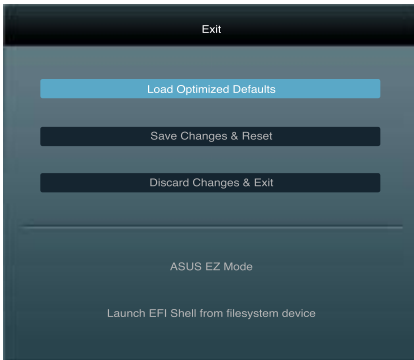 Exit
Load Optimized Defaults
Save Changes & Reset
Discard Changes & Exit
ASUS EZ Mode
Launch EFI Shell from filesystem device